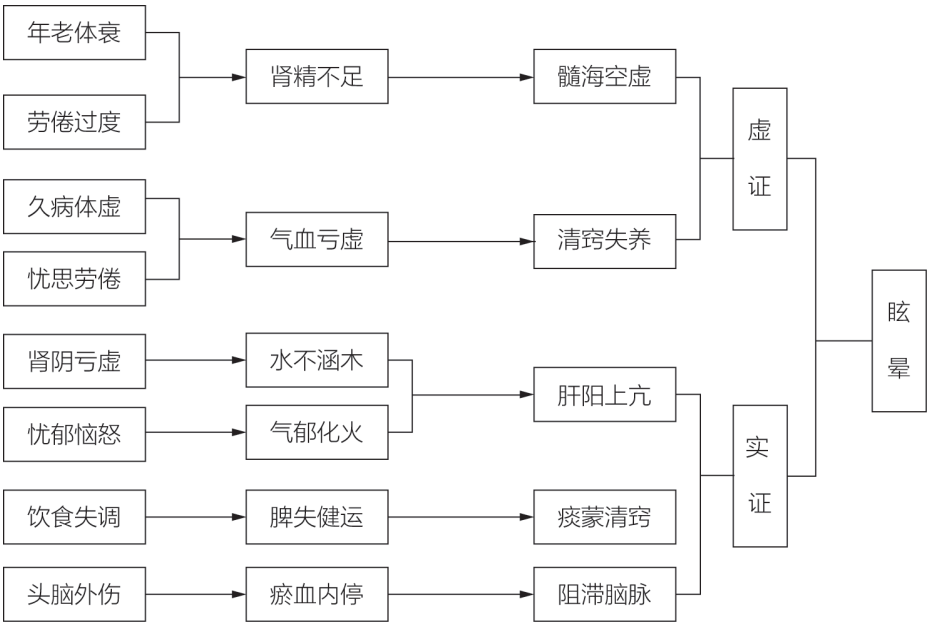 年老体衰
劳倦过度
肾精不足
髓海空虚
久病体虚
忧思劳倦
气血亏虚
清窍失养
虚证
肾阴亏虚
水不涵木
忧郁恼怒
气郁化火
肝阳上亢
饮食失调
脾失健运
痰蒙清窍
头脑外伤
瘀血内停
阻滞脑脉
实证
眩晕